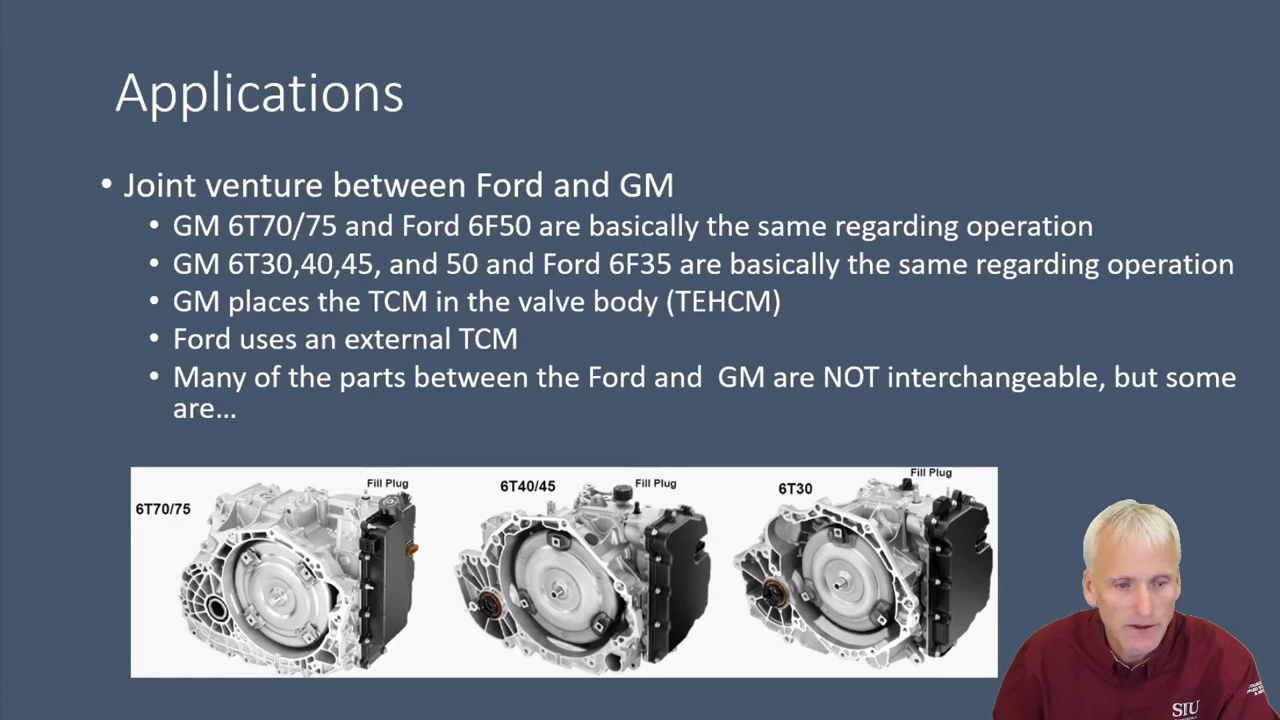 Applications
• Joint venture between Ford and GM
• GM 6T70/75 and Ford 6F50 are basically the same regarding operation
• GM 6T30,40,45, and 50 and Ford 6F35 are basically the same regarding operation
• GM places the TCM in the valve body (TEHCM)
• Ford uses an external TCM
• Many of the parts between the Ford and  GM are NOT interchangeable, but some
are...
6T70/75
Fill Plug
6T40/45
Fill Plug
6T30
Fill Plug
SIU